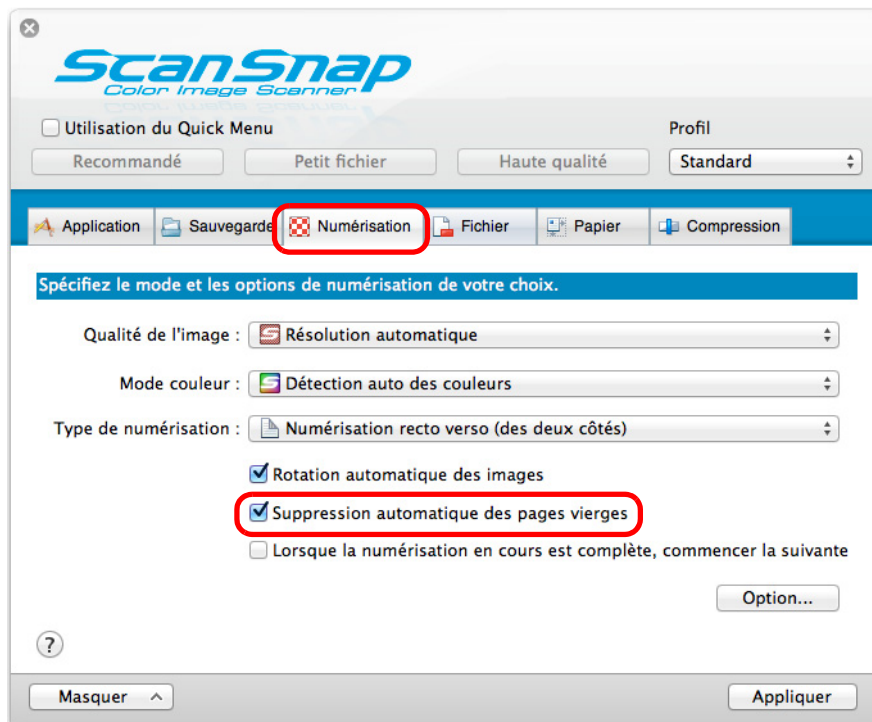 ScanSnap
Color Image Scanner
Utilisation du Quick Menu
Profil
Recommandé Petit fichier Haute qualité Standard
Application Sauvegarde Numérisation Fichier Papier Compression
Spécifiez le mode et les options de numérisation de votre choix.
Qualité de l'image : Résolution automatique
Mode couleur : Détection auto des couleurs
Type de numérisation : Numérisation recto verso (des deux côtés)
Rotation automatique des images
Suppression automatique des pages vierges
Lorsque la numérisation en cours est complète, commencer la suivante
Option...
?
Masquer Appliquer